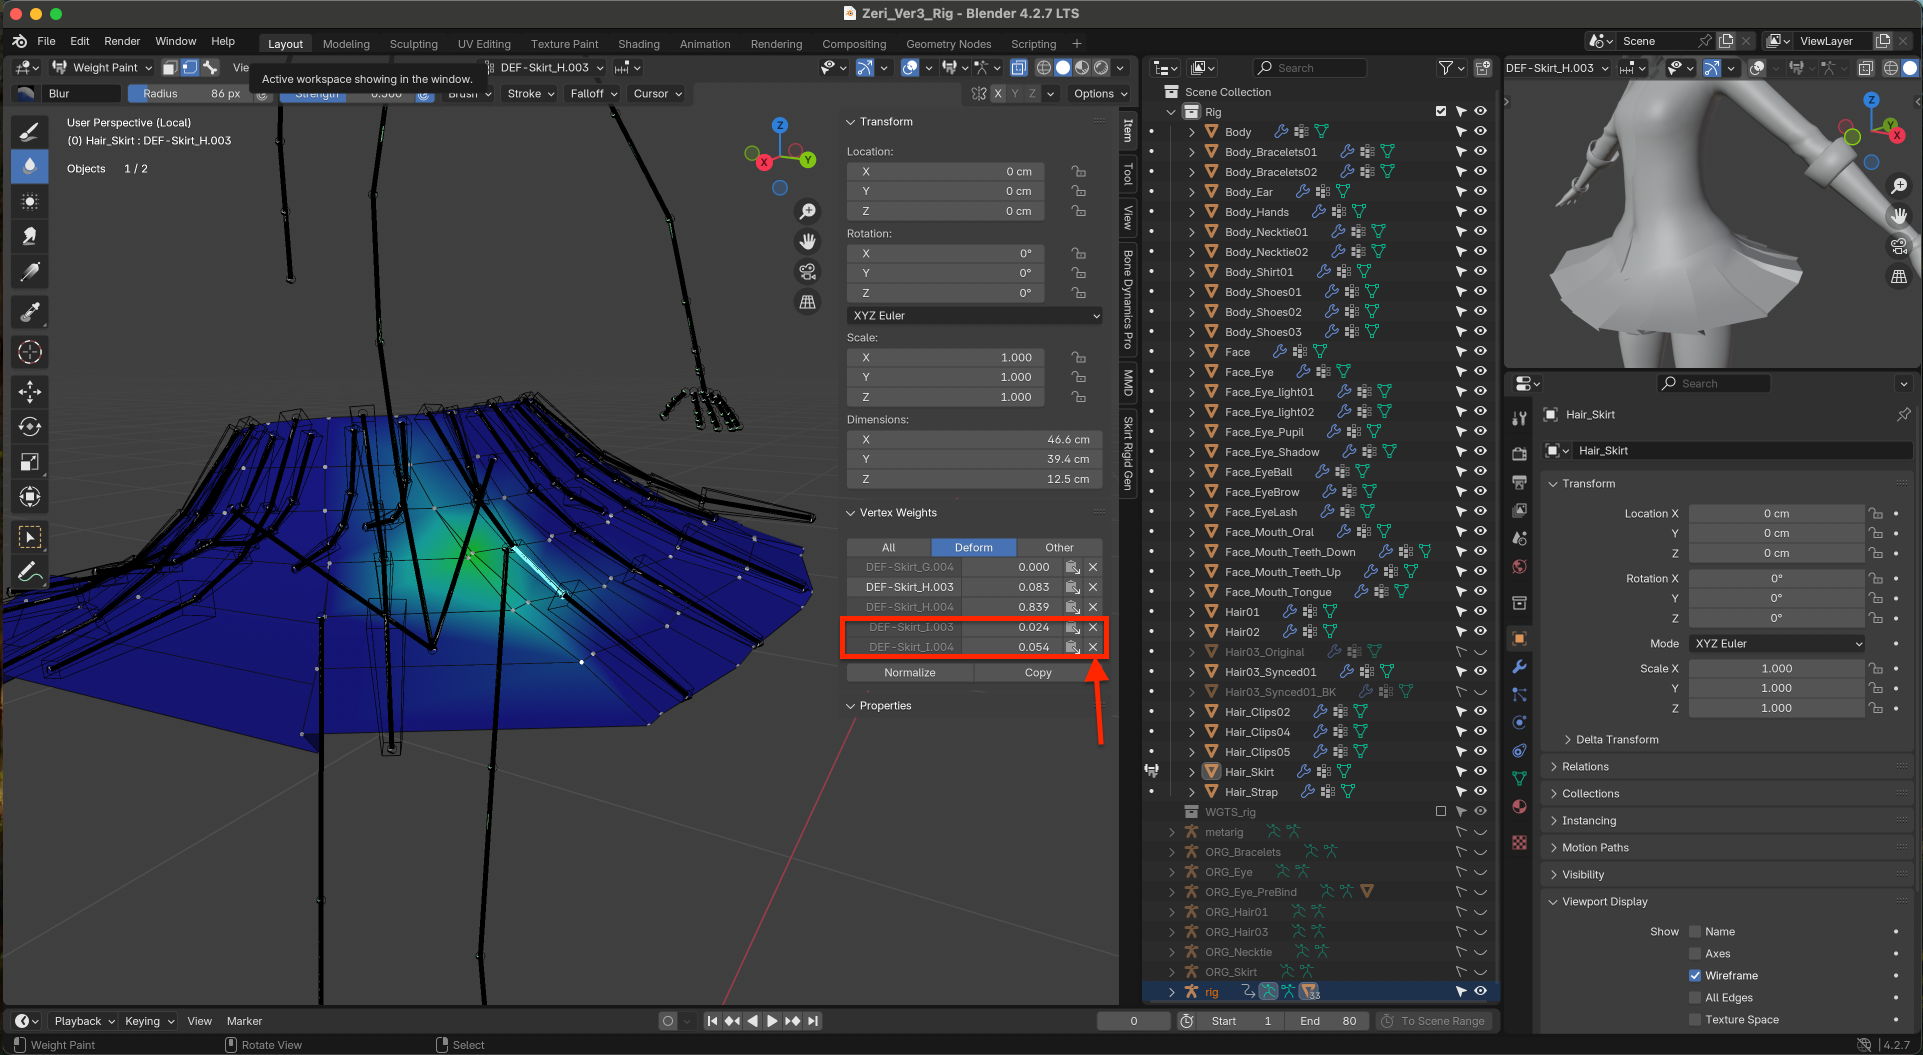 Zeri_Ver3_Rig - Blender 4.2.7 LTS
File Edit Render Window Help Layout Modeling Sculpting UV Editing Texture Paint Shading Animation Rendering Compositing Geometry Nodes Scripting +
Scene ViewLayer
Weight Paint
Active workspace showing in the window.
DEF-Skirt_H.003
Search
DEF-Skirt_H.003
Blur
Radius 86 px
Stroke Falloff Cursor
X Y Z
Options
User Perspective (Local)
(0) Hair_Skirt : DEF-Skirt_H.003
Objects 1 / 2
Z
X
Y
Transform
Location:
X 0 cm
Y 0 cm
Z 0 cm
Rotation:
X 0°
Y 0°
Z 0°
XYZ Euler
Scale:
X 1.000
Y 1.000
Z 1.000
Dimensions:
X 46.6 cm
Y 39.4 cm
Z 12.5 cm
Vertex Weights
All Deform Other
DEF-Skirt_G.004 0.000
DEF-Skirt_H.003 0.083
DEF-Skirt_H.004 0.839
DEF-Skirt_I.003 0.024
DEF-Skirt_I.004 0.054
Normalize Copy
Properties
Item
Tool
View
Bone Dynamics Pro
MMD
Skirt Rigid Gen
Scene Collection
Rig
Body
Body_Bracelets01
Body_Bracelets02
Body_Ear
Body_Hands
Body_Necktie01
Body_Necktie02
Body_Shirt01
Body_Shoes01
Body_Shoes02
Body_Shoes03
Face
Face_Eye
Face_Eye_light01
Face_Eye_light02
Face_Eye_Pupil
Face_Eye_Shadow
Face_EyeBall
Face_EyeBrow
Face_EyeLash
Face_Mouth_Oral
Face_Mouth_Teeth_Down
Face_Mouth_Teeth_Up
Face_Mouth_Tongue
Hair01
Hair02
Hair03_Original
Hair03_Synced01
Hair03_Synced01_BK
Hair_Clips02
Hair_Clips04
Hair_Clips05
Hair_Skirt
Hair_Strap
WGTS_rig
metarig
ORG_Bracelets
ORG_Eye
ORG_Eye_PreBind
ORG_Hair01
ORG_Hair03
ORG_Necktie
ORG_Skirt
rig 33
Z
Y
X
Search
Hair_Skirt
Hair_Skirt
Transform
Location X 0 cm
Y 0 cm
Z 0 cm
Rotation X 0°
Y 0°
Z 0°
Mode XYZ Euler
Scale X 1.000
Y 1.000
Z 1.000
Delta Transform
Relations
Collections
Instancing
Motion Paths
Visibility
Viewport Display
Show Name
Axes
Wireframe
All Edges
Texture Space
Playback Keying View Marker
0
Start 1 End 80
To Scene Range
Weight Paint Rotate View Select
4.2.7